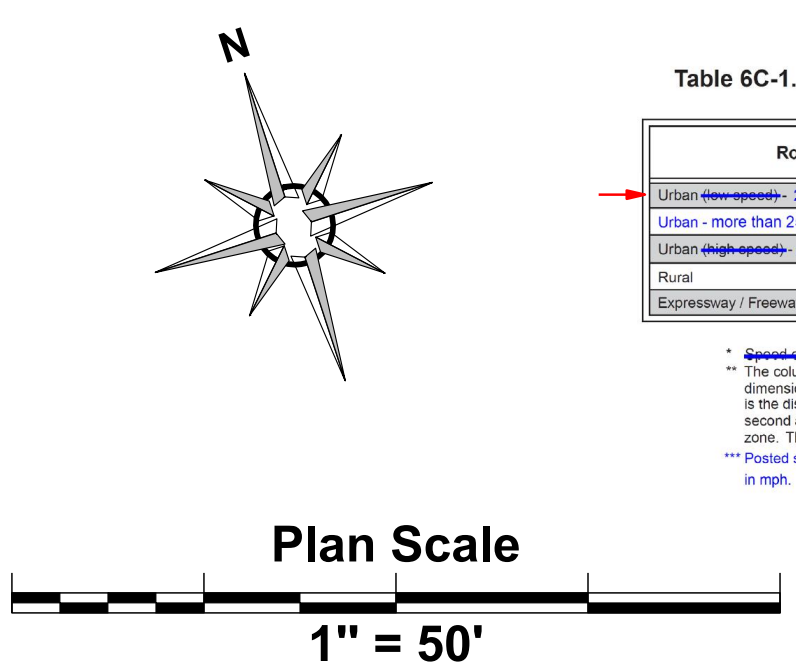 N
Table 6C-1.
Ro
Urban (low speed) -
Urban - more than 2
Urban (high speed) -
Rural
Expressway / Freewa
* Speed
** The colu
dimensi
is the dis
second a
zone. Th
*** Posted s
in mph.
Plan Scale
1" = 50'